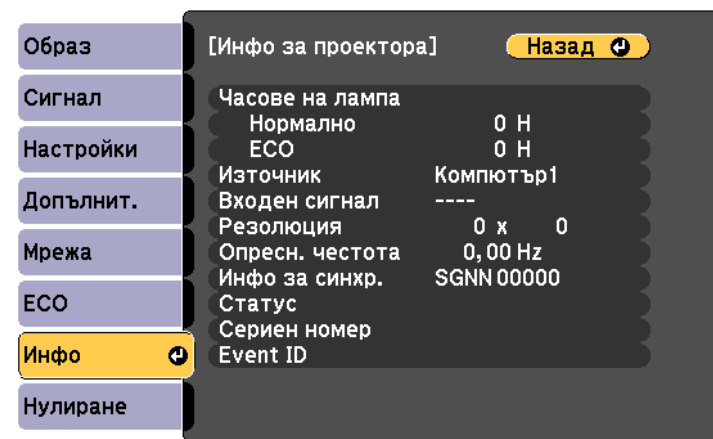 Образ
Сигнал
Настройки
Допълнит.
Мрежа
ECO
Инфо
Нулиране
[Инфо за проектора]
Назад
Часове на лампа
Нормално 0 H
ECO 0 H
Източник Компютър1
Входен сигнал ----
Резолюция 0 x 0
Опресн. честота 0,00 Hz
Инфо за синхр. SGNN 00000
Статус
Сериен номер
Event ID